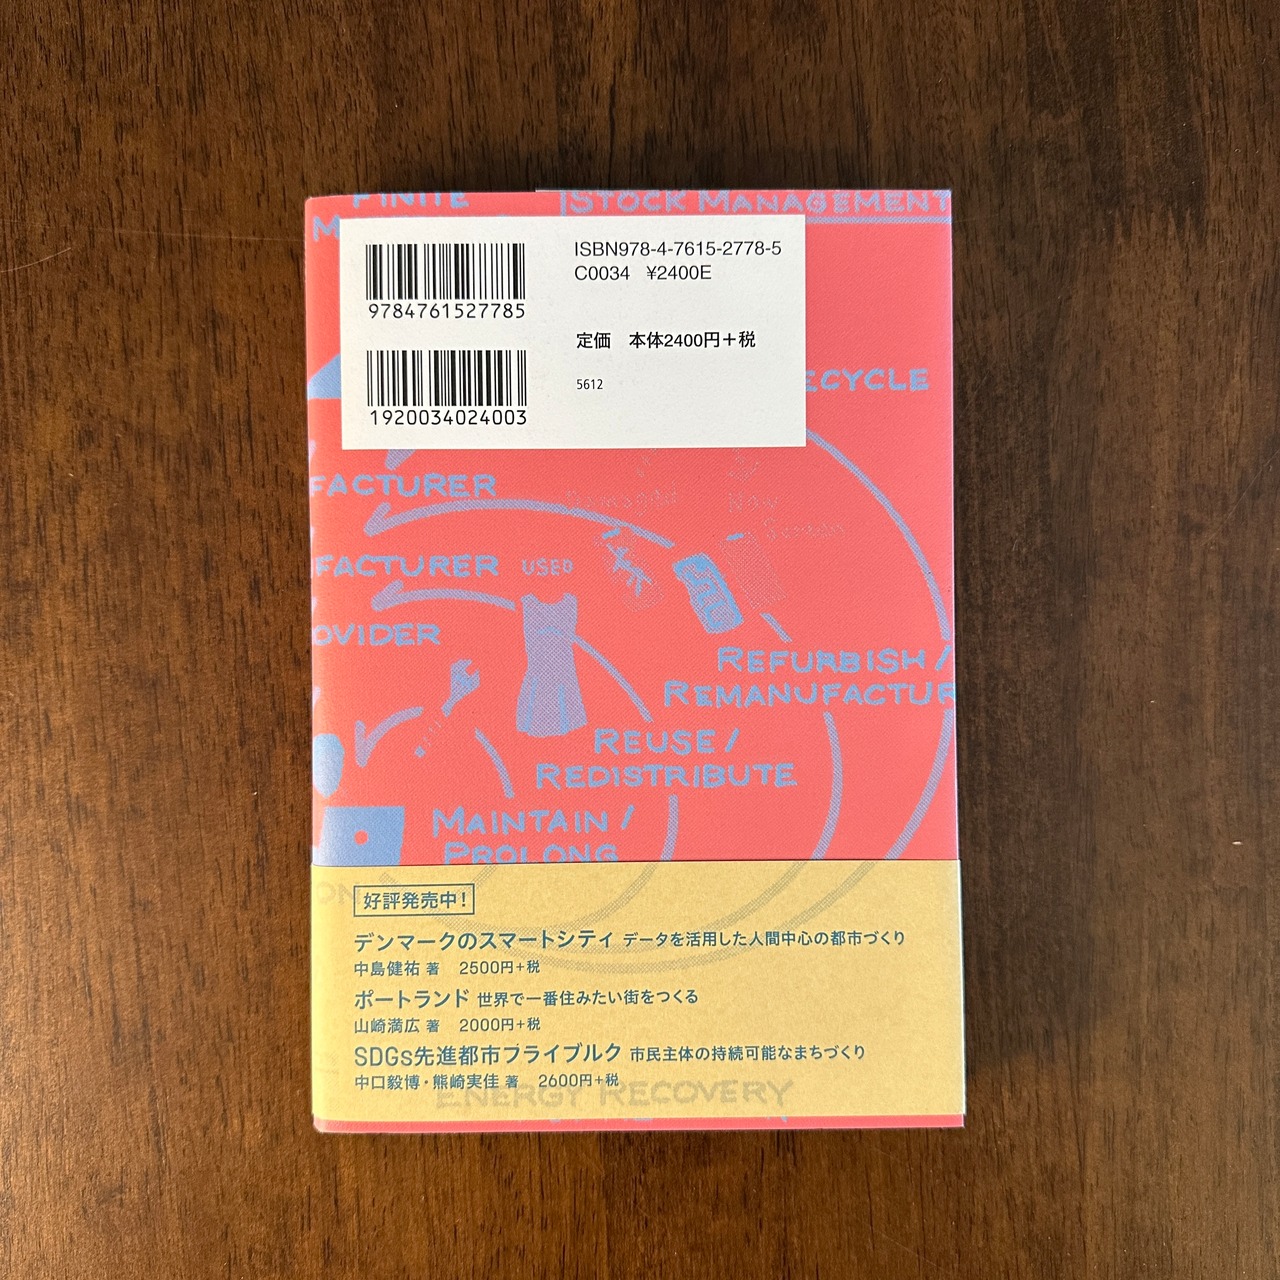 FINITE
STOCK MANAGEMENT
ISBN978-4-7615-2778-5
C0034 ¥2400E
9784761527785
定価 本体2400円+税
5612
1920034024003
ECYCLE
FACTURER
Damaged
New
FACTURER
USED
OVIDER
REFURBISH /
REMANUFACTUR
REUSE /
REDISTRIBUTE
MAINTAIN /
PROLONG
好評発売中!
デンマークのスマートシティ データを活用した人間中心の都市づくり
中島健祐 著 2500円+税
ポートランド 世界で一番住みたい街をつくる
山崎満広 著 2000円+税
SDGs先進都市フライブルク 市民主体の持続可能なまちづくり
中口毅博・熊崎実佳 著 2600円+税
ENERGY RECOVERY